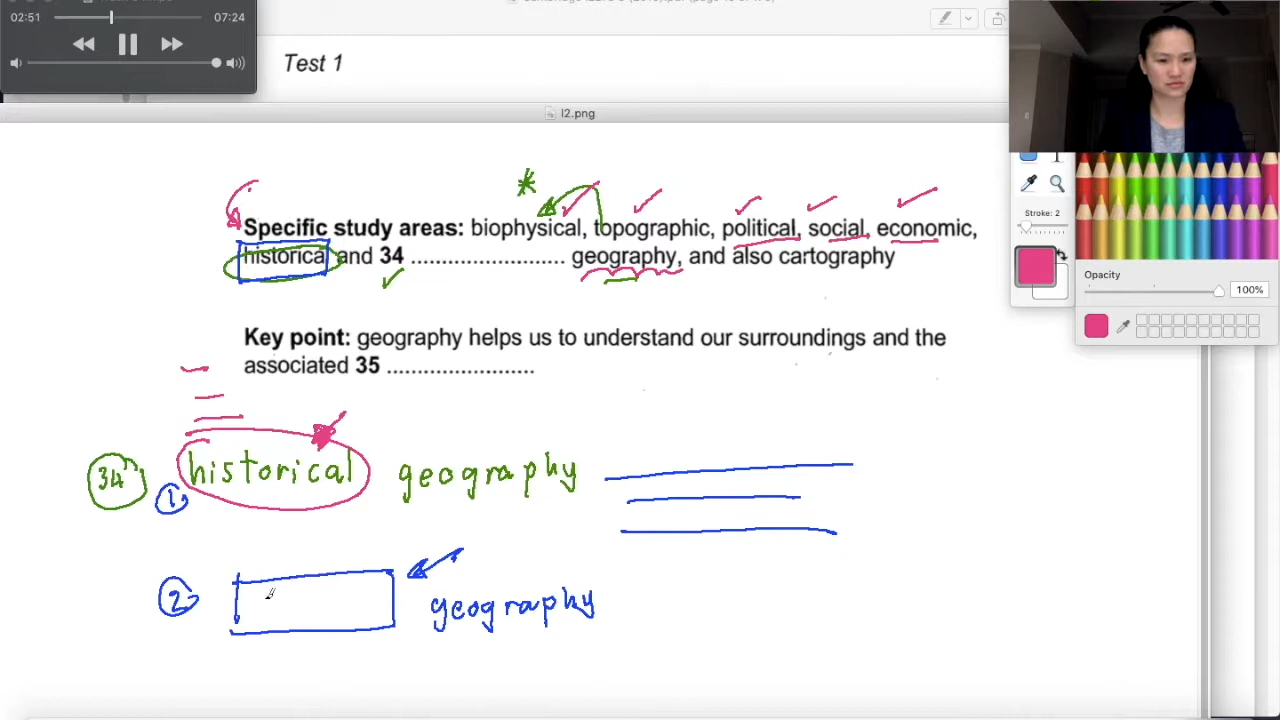 02:51
07:24
Test 1
l2.png
Specific study areas: biophysical, topographic, political, social, economic,
historical and 34 ......................... geography, and also cartography
Key point: geography helps us to understand our surroundings and the
associated 35 ........................
34 historical geography
1
2 geography
Stroke: 2
Opacity
100%